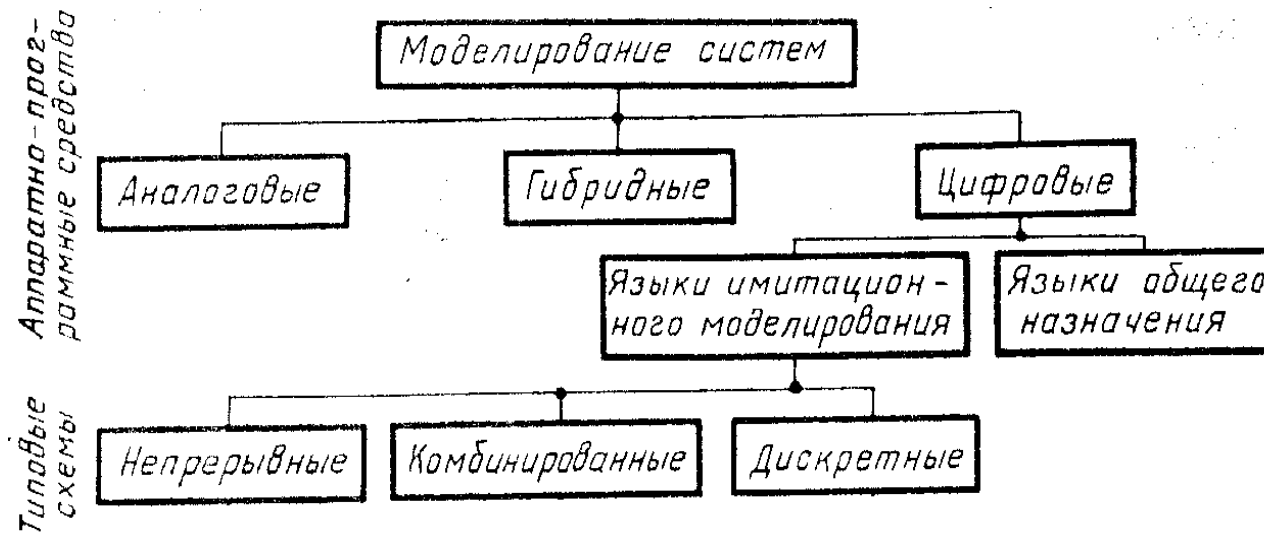 Аппаратно-прог-
раммные средства
Моделирование систем
Аналоговые
Гибридные
Цифровые
Языки имитацион-
ного моделирования
Языки общего
назначения
Типовые
схемы
Непрерывные
Комбинированные
Дискретные